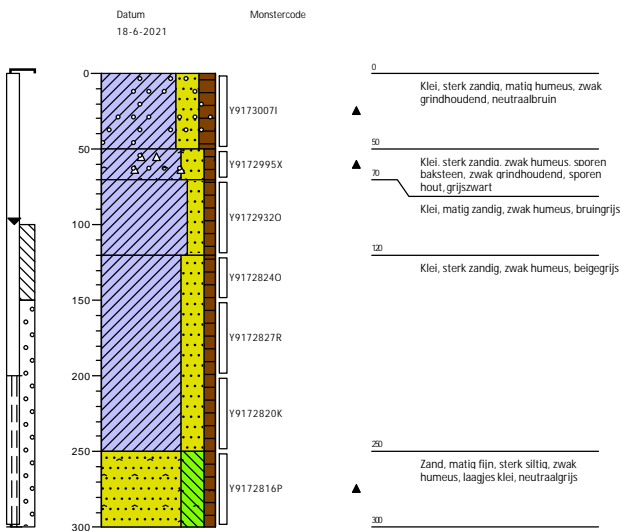 Datum Monstercode
18-6-2021
0 0
Klei, sterk zandig, matig humeus, zwak
grindhoudend, neutraalbruin
Y9173007I
50 50
Klei, sterk zandig, zwak humeus, sporen
baksteen, zwak grindhoudend, sporen
hout, grijszwart
Y9172995X
70
Klei, matig zandig, zwak humeus, bruingrijs
Y9172932O
100
120
Klei, sterk zandig, zwak humeus, beigegrijs
Y9172824O
150
Y9172827R
200
Y9172820K
250 250
Zand, matig fijn, sterk siltig, zwak
humeus, laagjes klei, neutraalgrijs
Y9172816P
300 300